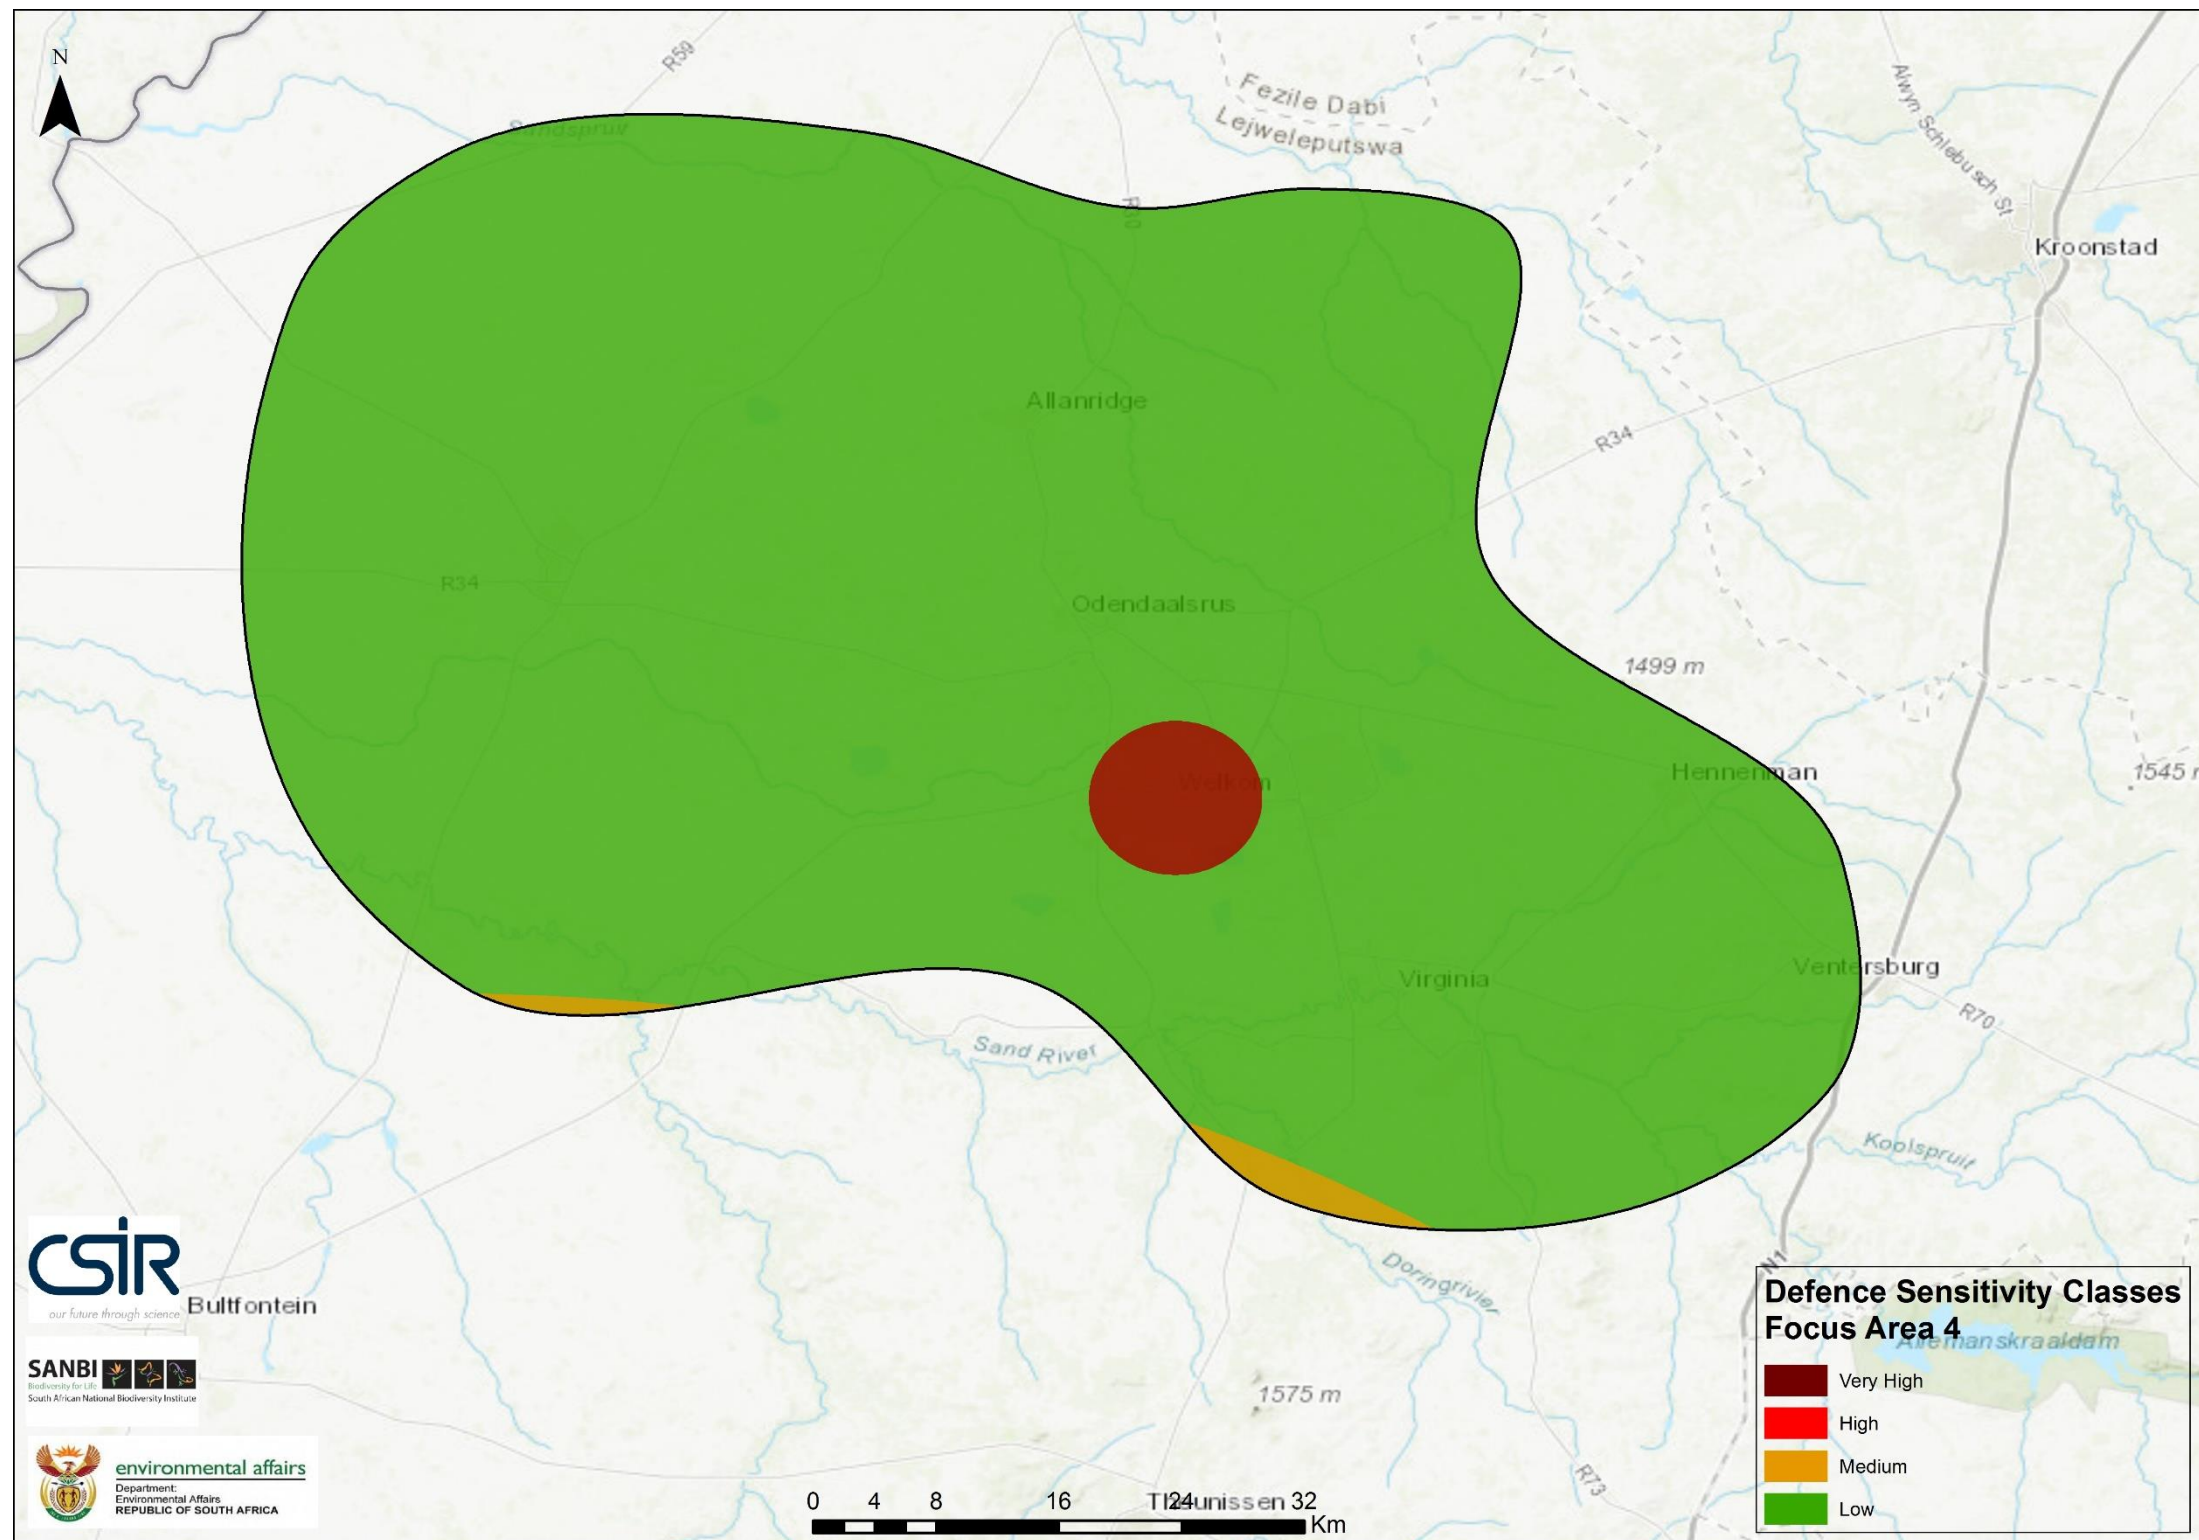 N
R59
Sandspruit
Fezile Dabi
Lejweleputswa
Alwyn Schlebusch St
Kroonstad
R30
Allanridge
R34
R34
Odendaalsrus
1499 m
Welkom
Hennenman
1545 m
Virginia
Ventersburg
R70
Sand River
Koolspruit
Doringrivier
N1
CSIR
our future through science
Bultfontein
SANBI
Biodiversity for Life
South African National Biodiversity Institute
environmental affairs
Department:
Environmental Affairs
REPUBLIC OF SOUTH AFRICA
1575 m
R73
Theunissen
0 4 8 16 24 32
Km
Defence Sensitivity Classes
Focus Area 4
Allemanskraaldam
Very High
High
Medium
Low